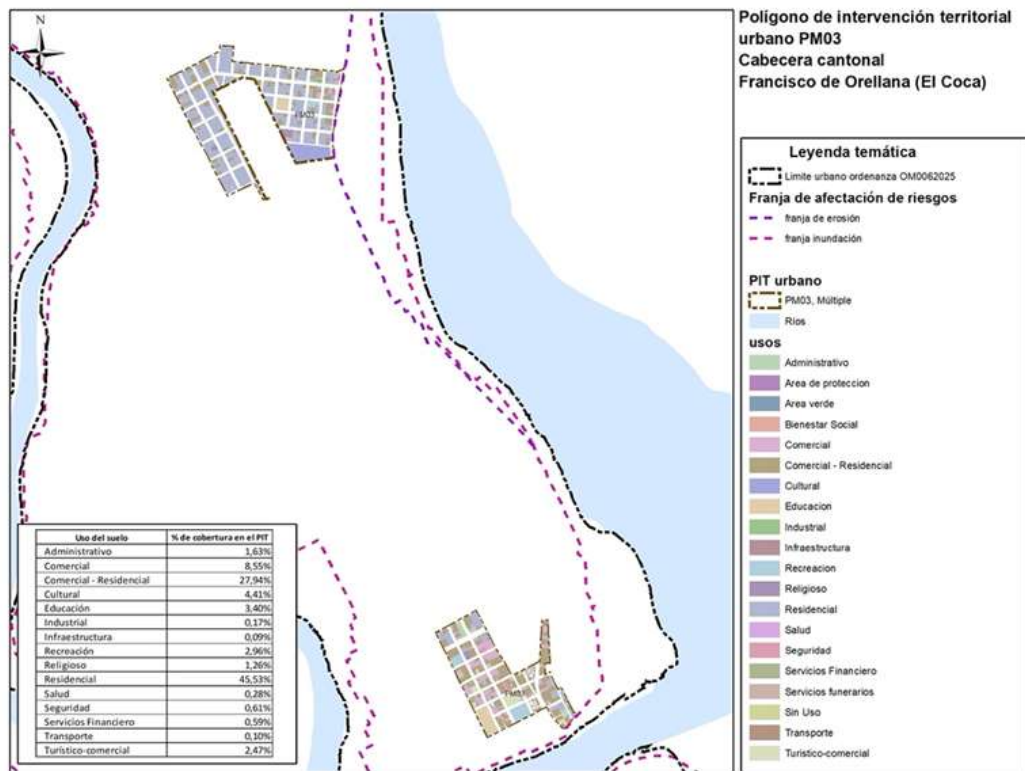 Polígono de intervención territorial
urbano PM03
Cabecera cantonal
Francisco de Orellana (El Coca)
N
PM03
PM03
Leyenda temática
Limite urbano ordenanza OM0062025
Franja de afectación de riesgos
franja de erosión
franja inundación
PIT urbano
PM03, Múltiple
Ríos
usos
Administrativo
Area de proteccion
Area verde
Bienestar Social
Comercial
Comercial - Residencial
Cultural
Educacion
Industrial
Infraestructura
Recreacion
Religioso
Residencial
Salud
Seguridad
Servicios Financiero
Servicios funerarios
Sin Uso
Transporte
Turistico-comercial
Uso del suelo % de cobertura en el PIT
Administrativo 1,63%
Comercial 8,55%
Comercial - Residencial 27,94%
Cultural 4,41%
Educación 3,40%
Industrial 0,17%
Infraestructura 0,09%
Recreación 2,96%
Religioso 1,26%
Residencial 45,53%
Salud 0,28%
Seguridad 0,61%
Servicios Financiero 0,59%
Transporte 0,10%
Turístico-comercial 2,47%